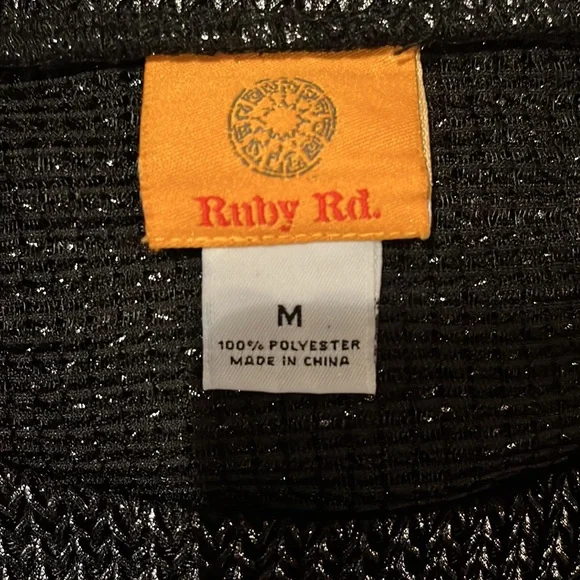 Ruby Rd.
M
100% POLYESTER
MADE IN CHINA